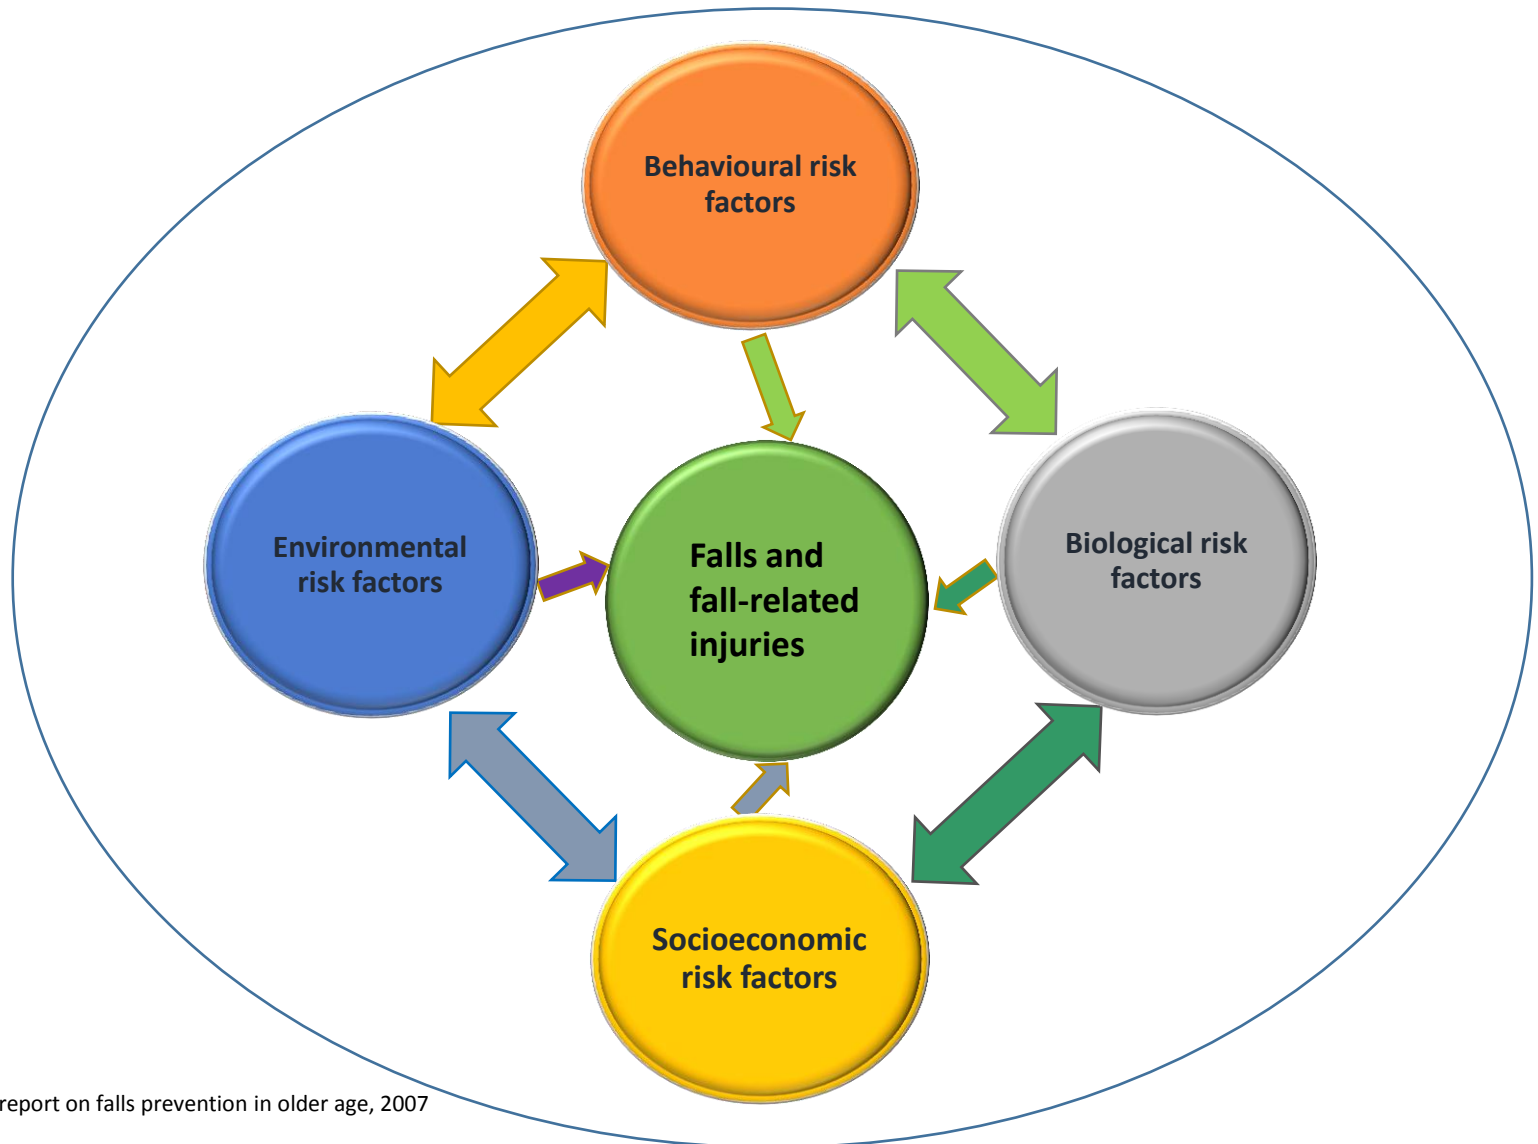 Behavioural risk
factors
Environmental
risk factors
Falls and
fall-related
injuries
Biological risk
factors
Socioeconomic
risk factors
report on falls prevention in older age, 2007